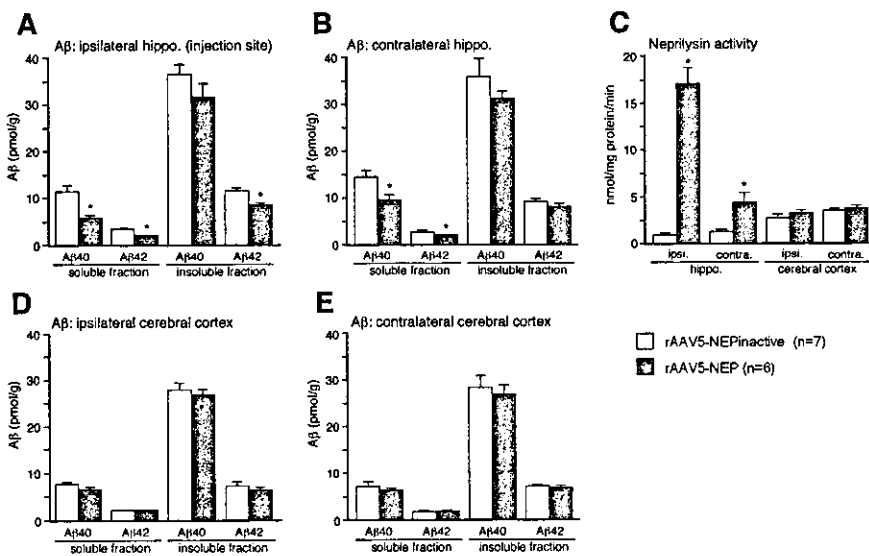 A
Aβ: ipsilateral hippo. (injection site)
Aβ (pmol/g)
40
30
20
10
0
*
*
*
Aβ40 Aβ42 Aβ40 Aβ42
soluble fraction insoluble fraction
B
Aβ: contralateral hippo.
Aβ (pmol/g)
40
30
20
10
0
*
*
Aβ40 Aβ42 Aβ40 Aβ42
soluble fraction insoluble fraction
C
Neprilysin activity
nmol/mg protein/min
20
15
10
5
0
*
*
ipsi. contra. ipsi. contra.
hippo. cerebral cortex
D
Aβ: ipsilateral cerebral cortex
Aβ (pmol/g)
40
30
20
10
0
Aβ40 Aβ42 Aβ40 Aβ42
soluble fraction insoluble fraction
E
Aβ: contralateral cerebral cortex
Aβ (pmol/g)
40
30
20
10
0
Aβ40 Aβ42 Aβ40 Aβ42
soluble fraction insoluble fraction
rAAV5-NEPinactive (n=7)
rAAV5-NEP (n=6)